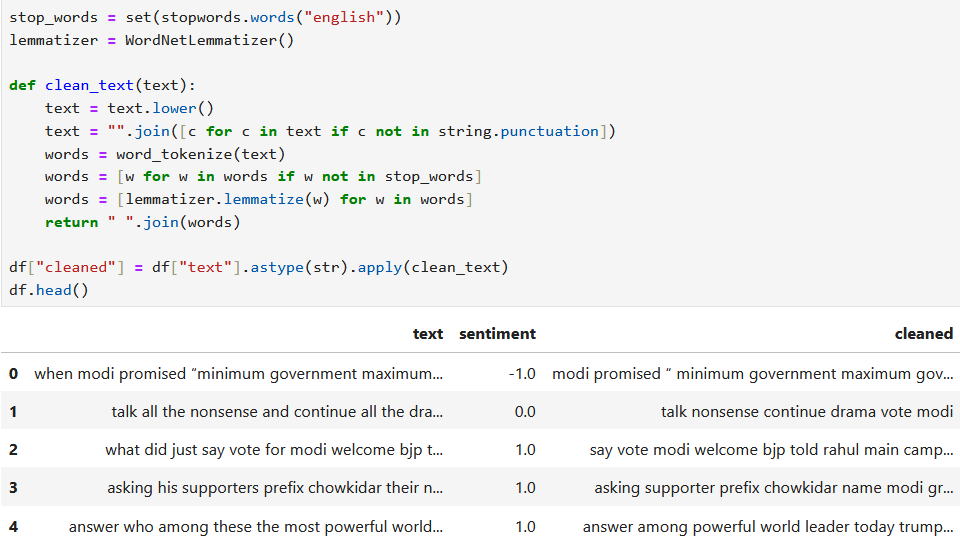 stop_words = set(stopwords.words("english"))
lemmatizer = WordNetLemmatizer()
def clean_text(text):
    text = text.lower()
    text = "".join([c for c in text if c not in string.punctuation])
    words = word_tokenize(text)
    words = [w for w in words if w not in stop_words]
    words = [lemmatizer.lemmatize(w) for w in words]
    return " ".join(words)
df["cleaned"] = df["text"].astype(str).apply(clean_text)
df.head()
text sentiment cleaned
0 when modi promised “minimum government maximum... -1.0 modi promised “ minimum government maximum gov...
1 talk all the nonsense and continue all the dra... 0.0 talk nonsense continue drama vote modi
2 what did just say vote for modi welcome bjp t... 1.0 say vote modi welcome bjp told rahul main camp...
3 asking his supporters prefix chowkidar their n... 1.0 asking supporter prefix chowkidar name modi gr...
4 answer who among these the most powerful world... 1.0 answer among powerful world leader today trump...